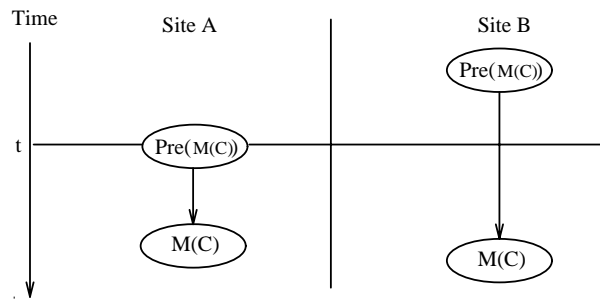 Time
Site A
Site B
Pre(M(C))
t
Pre(M(C))
M(C)
M(C)